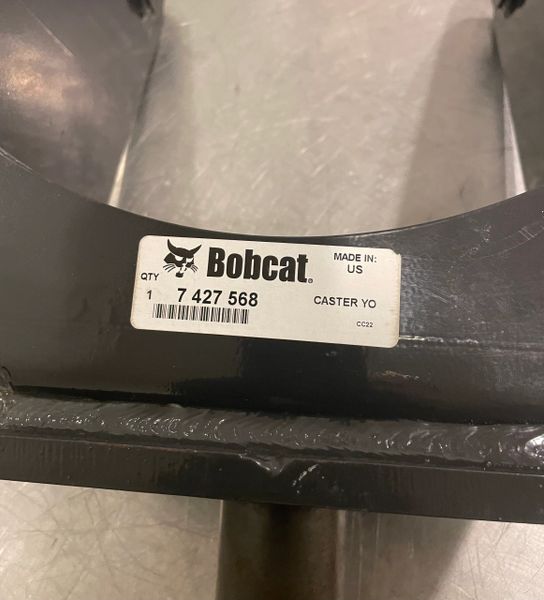 Bobcat®
MADE IN:
US
QTY
1
7 427 568
CASTER YO
CC22